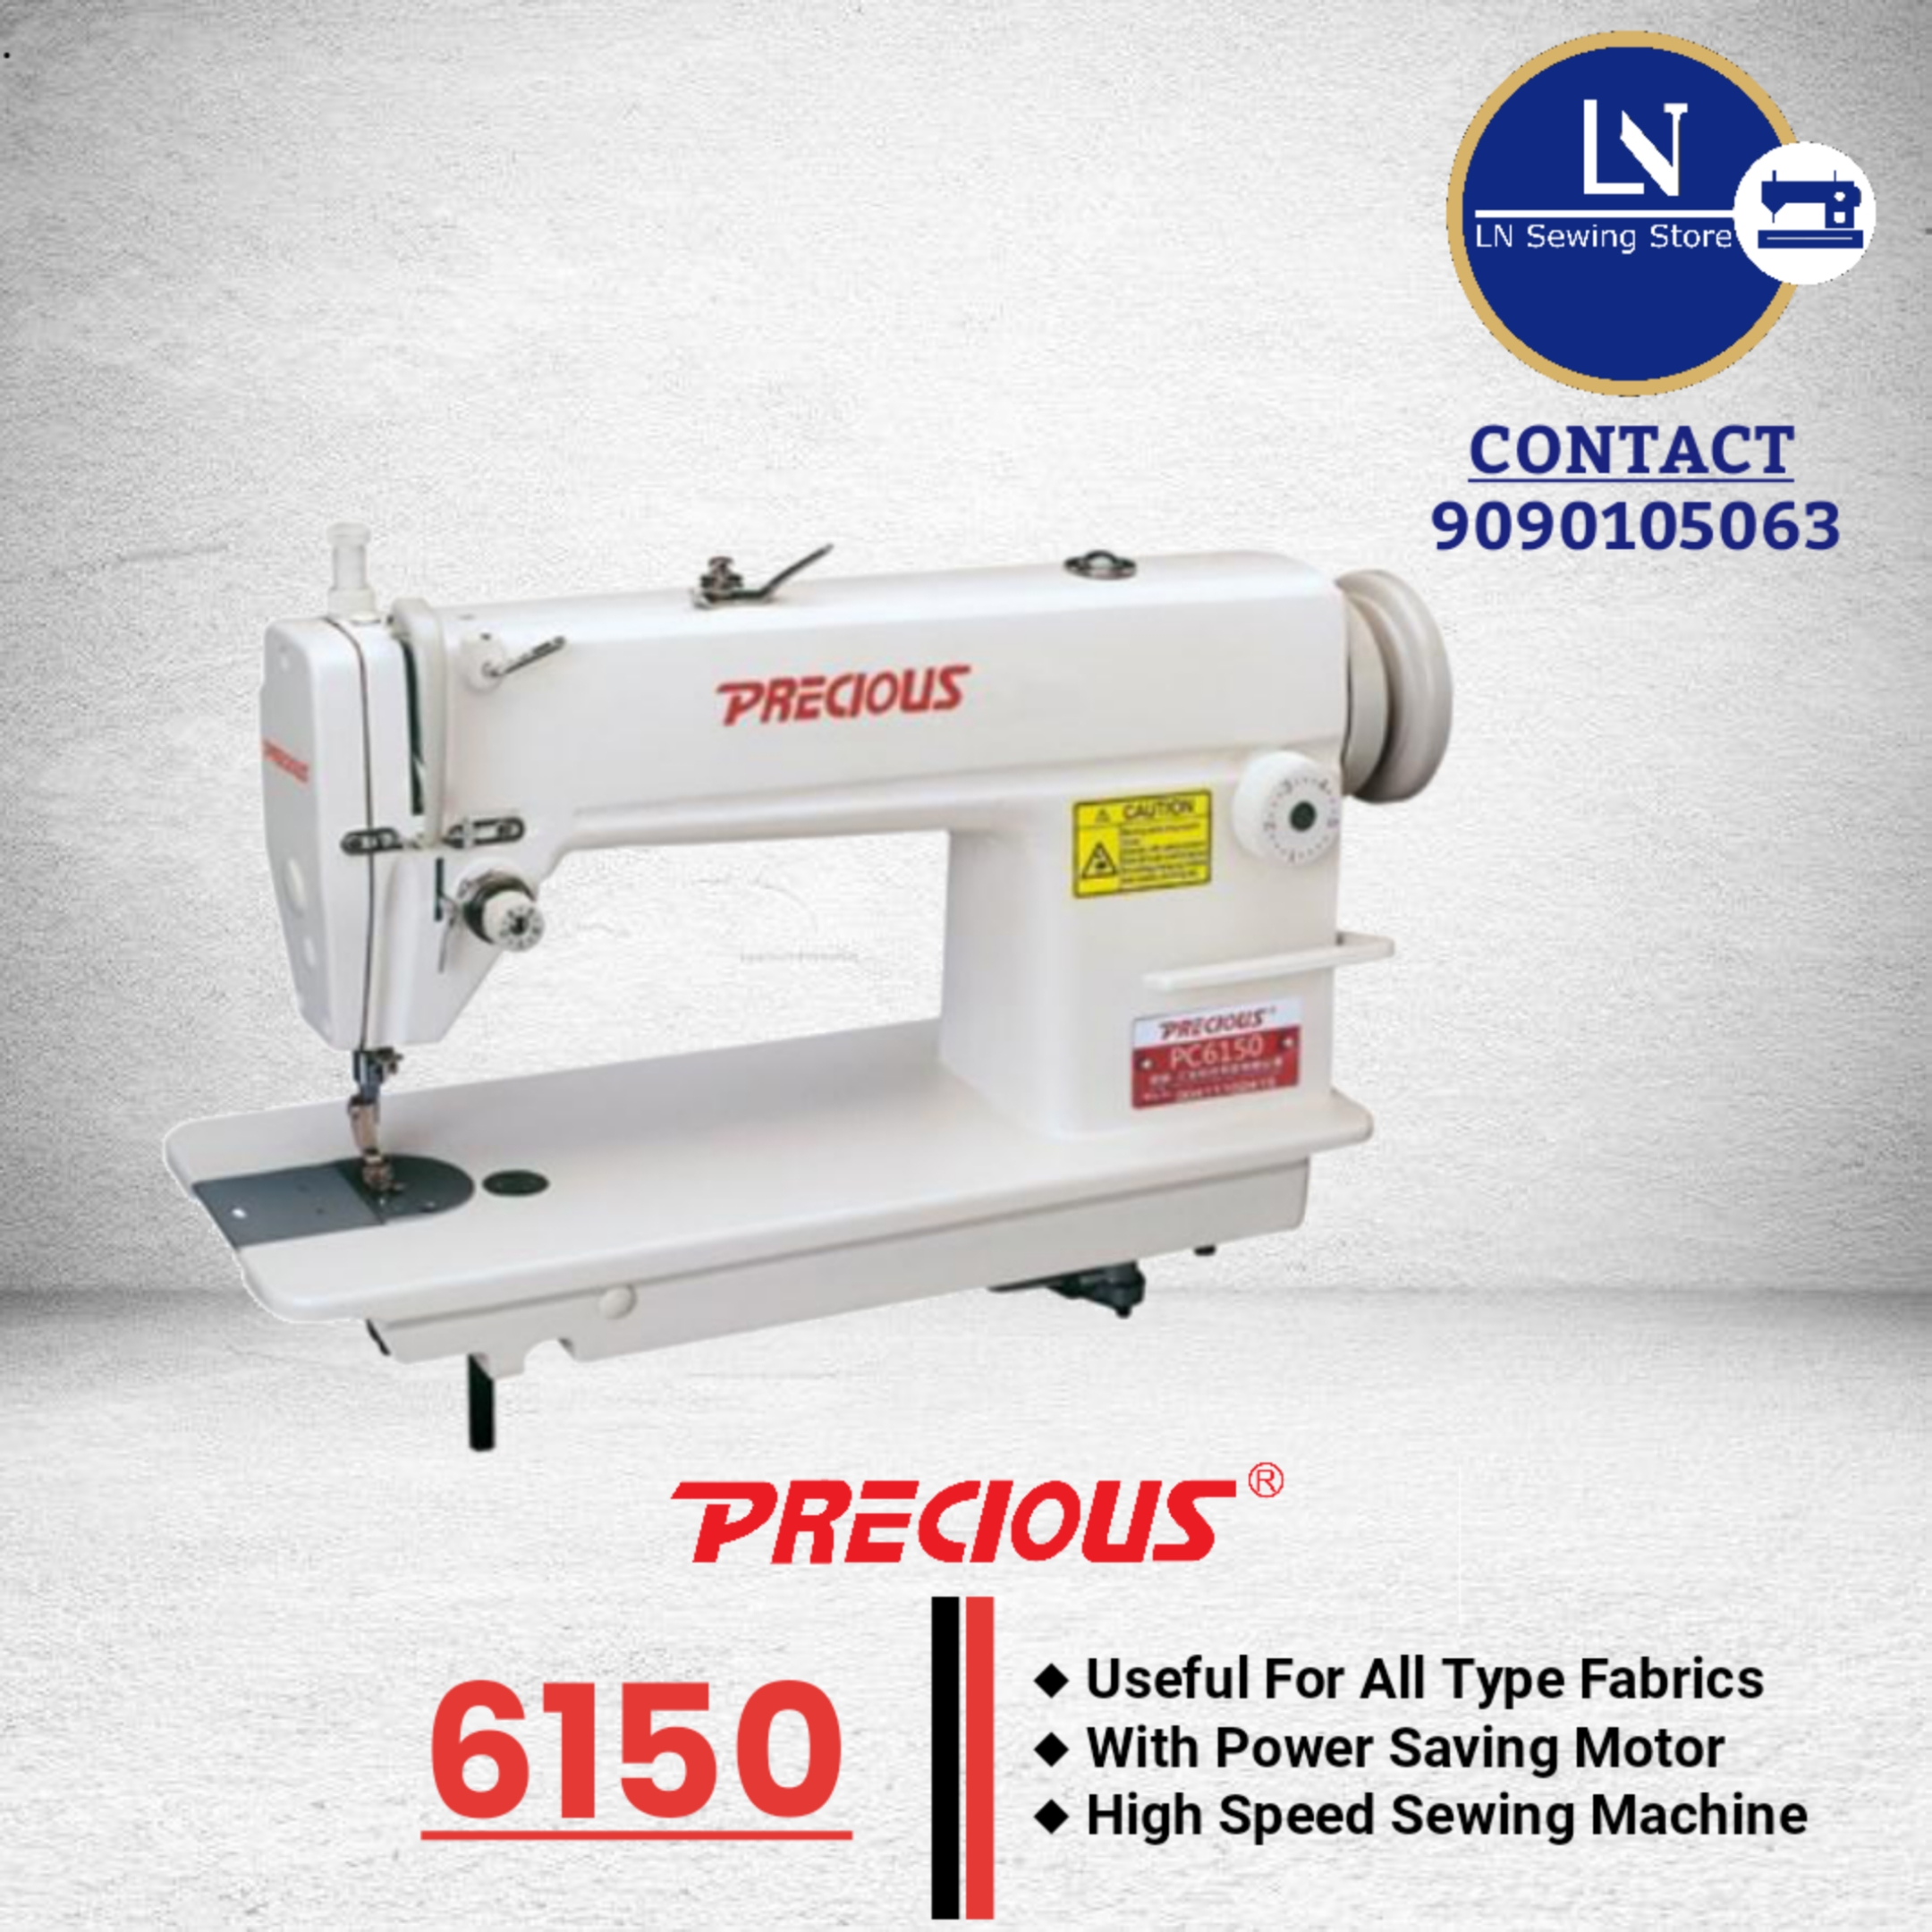 LN
LN Sewing Store
CONTACT
9090105063
PRECIOUS
PRECIOUS
CAUTION
PRECIOUS
PC6150
PRECIOUS®
6150
◆ Useful For All Type Fabrics
◆ With Power Saving Motor
◆ High Speed Sewing Machine